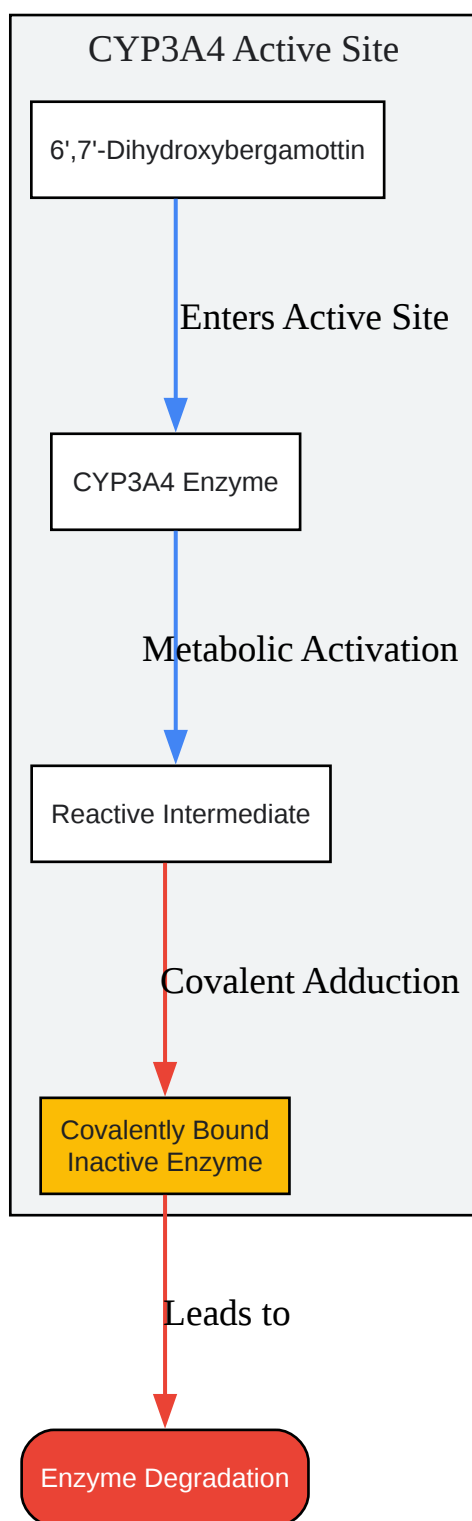 CYP3A4 Active Site
6',7'-Dihydroxybergamottin
Enters Active Site
CYP3A4 Enzyme
Metabolic Activation
Reactive Intermediate
Covalent Adduction
Covalently Bound
Inactive Enzyme
Leads to
Enzyme Degradation